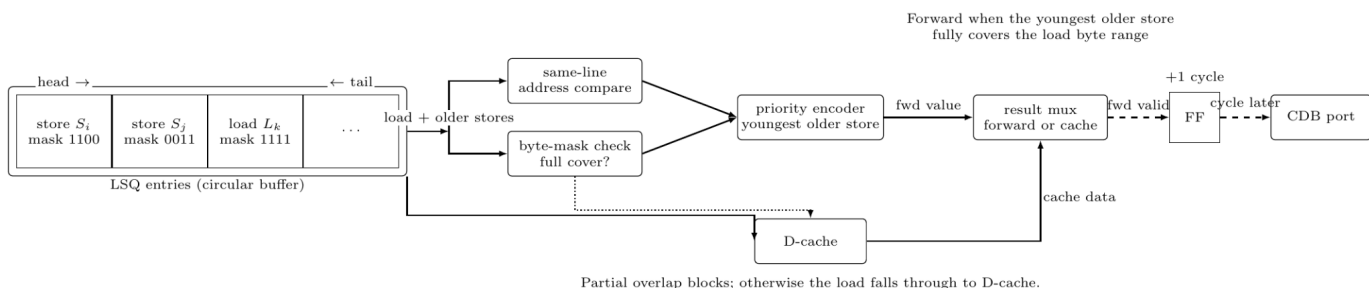 Forward when the youngest older store
fully covers the load byte range
head →
← tail
store Si
mask 1100
store Sj
mask 0011
load Lk
mask 1111
...
LSQ entries (circular buffer)
load + older stores
same-line
address compare
byte-mask check
full cover?
priority encoder
youngest older store
fwd value
result mux
forward or cache
fwd valid
+1 cycle
FF
cycle later
CDB port
cache data
D-cache
Partial overlap blocks; otherwise the load falls through to D-cache.